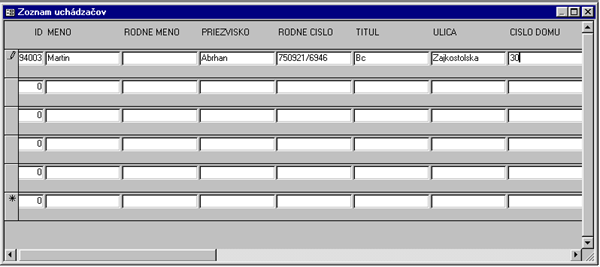 Zoznam uchádzačov
ID MENO RODNE MENO PRIEZVISKO RODNE CISLO TITUL ULICA CISLO DOMU
94003 Martin Abrhan 750921/6946 Bc Zajkostolska 30
0
0
0
0
0